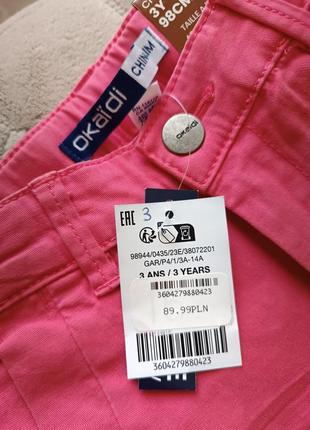 3Y
98CM
TAILLE A
OKAÏDI
CHINIM
OKAÏDI
EAC
3
98944/0435/23E/38072201
GAR/P4/1/3A-14A
3 ANS / 3 YEARS
3604279880423
89.99PLN
3604279880423